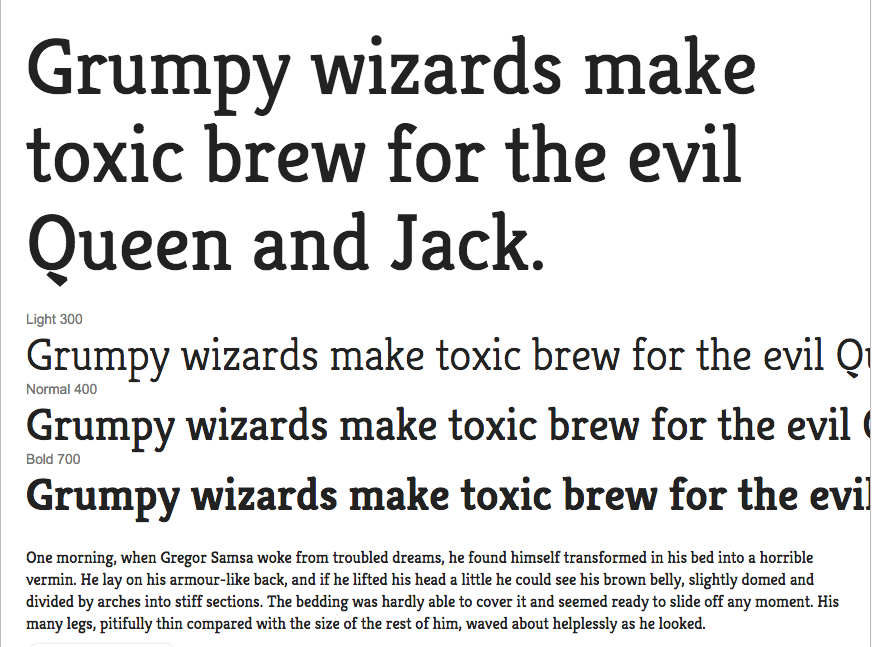 Grumpy wizards make
toxic brew for the evil
Queen and Jack.
Light 300
Grumpy wizards make toxic brew for the evil
Normal 400
Grumpy wizards make toxic brew for the evil
Bold 700
Grumpy wizards make toxic brew for the evil
One morning, when Gregor Samsa woke from troubled dreams, he found himself transformed in his bed into a horrible
vermin. He lay on his armour-like back, and if he lifted his head a little he could see his brown belly, slightly domed and
divided by arches into stiff sections. The bedding was hardly able to cover it and seemed ready to slide off any moment. His
many legs, pitifully thin compared with the size of the rest of him, waved about helplessly as he looked.